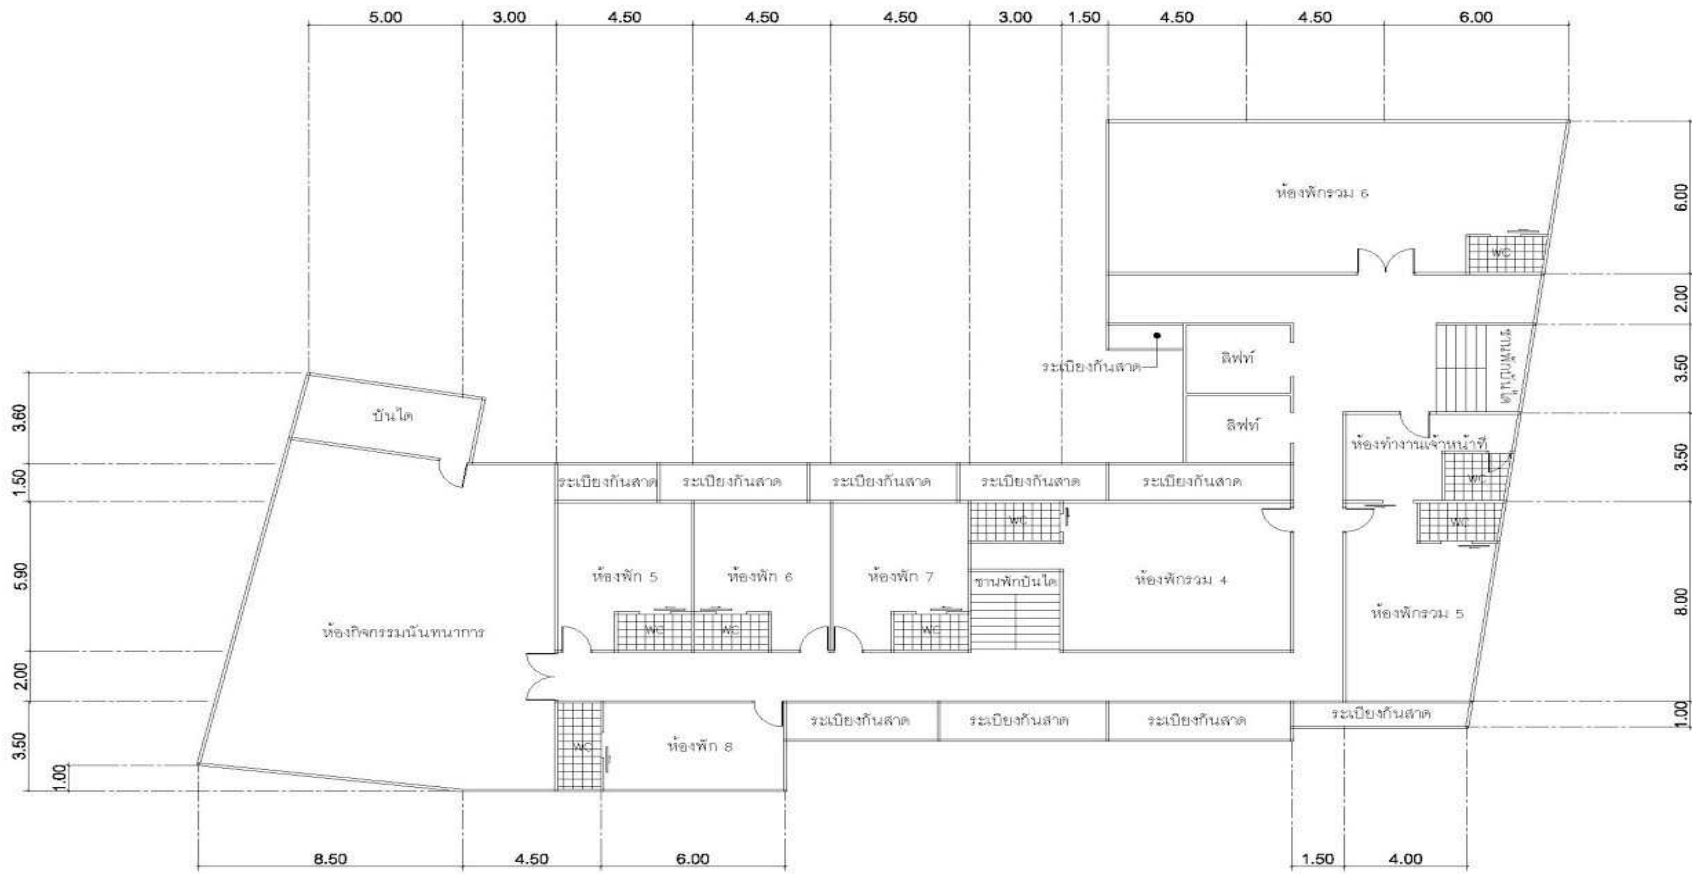 5.00 3.00 4.50 4.50 4.50 3.00 1.50 4.50 4.50 6.00
ห้องพักรวม 6
6.00
WC
2.00
ระเบียงกันสาด
ลิฟท์
ชานพักบันได
3.50
บันได
3.60
ลิฟท์
ห้องทำงานเจ้าหน้าที่
3.50
WC
1.50
ระเบียงกันสาด ระเบียงกันสาด ระเบียงกันสาด ระเบียงกันสาด ระเบียงกันสาด
WC
WC
5.90
ห้องพัก 5
ห้องพัก 6
ห้องพัก 7
ชานพักบันได
ห้องพักรวม 4
ห้องพักรวม 5
8.00
ห้องกิจกรรมนันทนาการ
WC
WC
WC
2.00
ระเบียงกันสาด ระเบียงกันสาด ระเบียงกันสาด ระเบียงกันสาด
1.00
3.50
WC
ห้องพัก 8
1.00
8.50 4.50 6.00 1.50 4.00